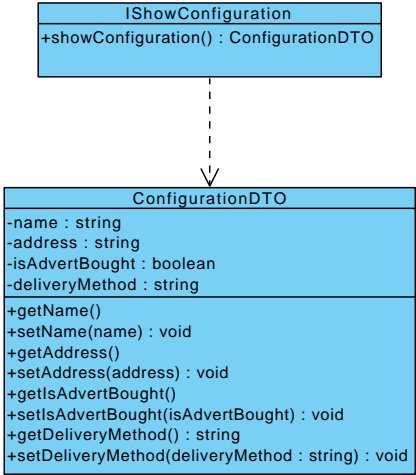 IShowConfiguration
+showConfiguration() : ConfigurationDTO
ConfigurationDTO
-name : string
-address : string
-isAdvertBought : boolean
-deliveryMethod : string
+getName()
+setName(name) : void
+getAddress()
+setAddress(address) : void
+getIsAdvertBought()
+setIsAdvertBought(isAdvertBought) : void
+getDeliveryMethod() : string
+setDeliveryMethod(deliveryMethod : string) : void